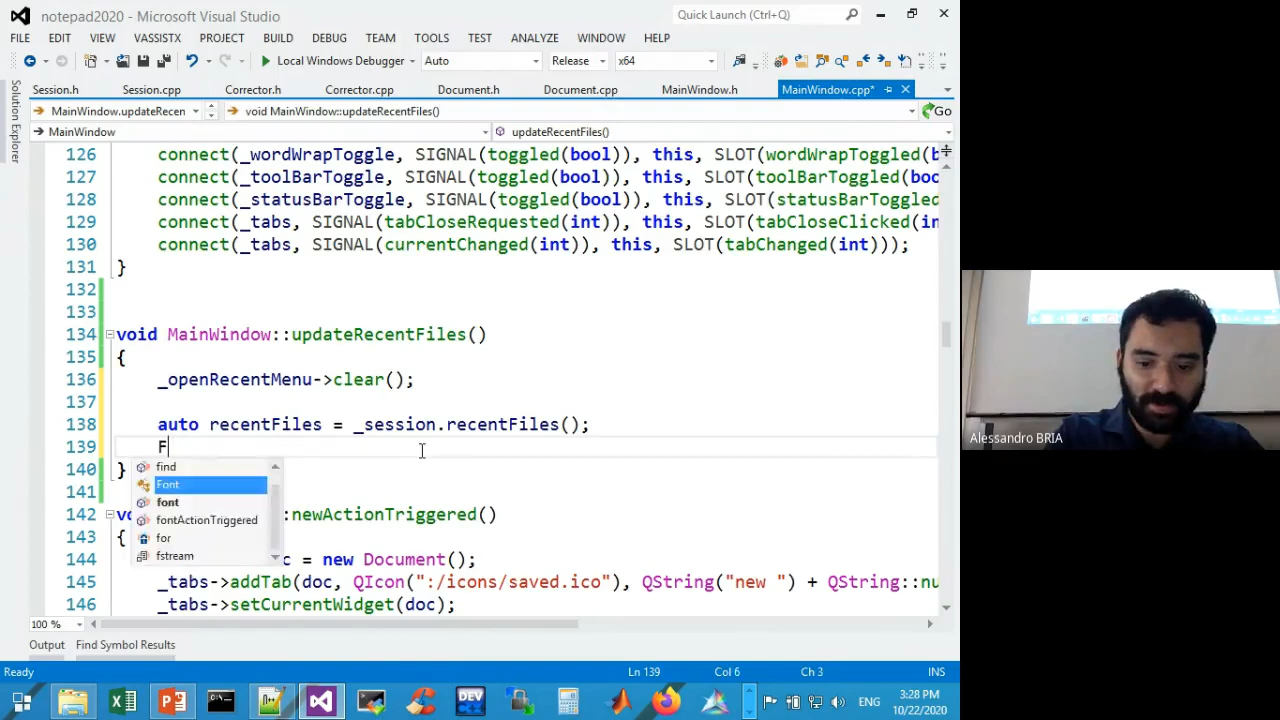 notepad2020 - Microsoft Visual Studio
Quick Launch (Ctrl+Q)
FILE EDIT VIEW VASSISTX PROJECT BUILD DEBUG TEAM TOOLS TEST ANALYZE WINDOW HELP
Local Windows Debugger Auto Release x64
Solution Explorer
Session.h Session.cpp Corrector.h Corrector.cpp Document.h Document.cpp MainWindow.h MainWindow.cpp*
MainWindow.updateRecen void MainWindow::updateRecentFiles() Go
MainWindow updateRecentFiles()
126 connect(_wordWrapToggle, SIGNAL(toggled(bool)), this, SLOT(wordWrapToggled(b
127 connect(_toolBarToggle, SIGNAL(toggled(bool)), this, SLOT(toolBarToggled(boo
128 connect(_statusBarToggle, SIGNAL(toggled(bool)), this, SLOT(statusBarToggled
129 connect(_tabs, SIGNAL(tabCloseRequested(int)), this, SLOT(tabCloseClicked(in
130 connect(_tabs, SIGNAL(currentChanged(int)), this, SLOT(tabChanged(int)));
131 }
132
133
134 void MainWindow::updateRecentFiles()
135 {
136 _openRecentMenu->clear();
137
138 auto recentFiles = _session.recentFiles();
139 F
140 }
find
Font
font
fontActionTriggered
for
fstream
141
142 vo :newActionTriggered()
143 {
144 c = new Document();
145 _tabs->addTab(doc, QIcon(":/icons/saved.ico"), QString("new ") + QString::nu
146 _tabs->setCurrentWidget(doc);
100 %
Output Find Symbol Results
Ready Ln 139 Col 6 Ch 3 INS
DEV
ENG
3:28 PM
10/22/2020
Alessandro BRIA